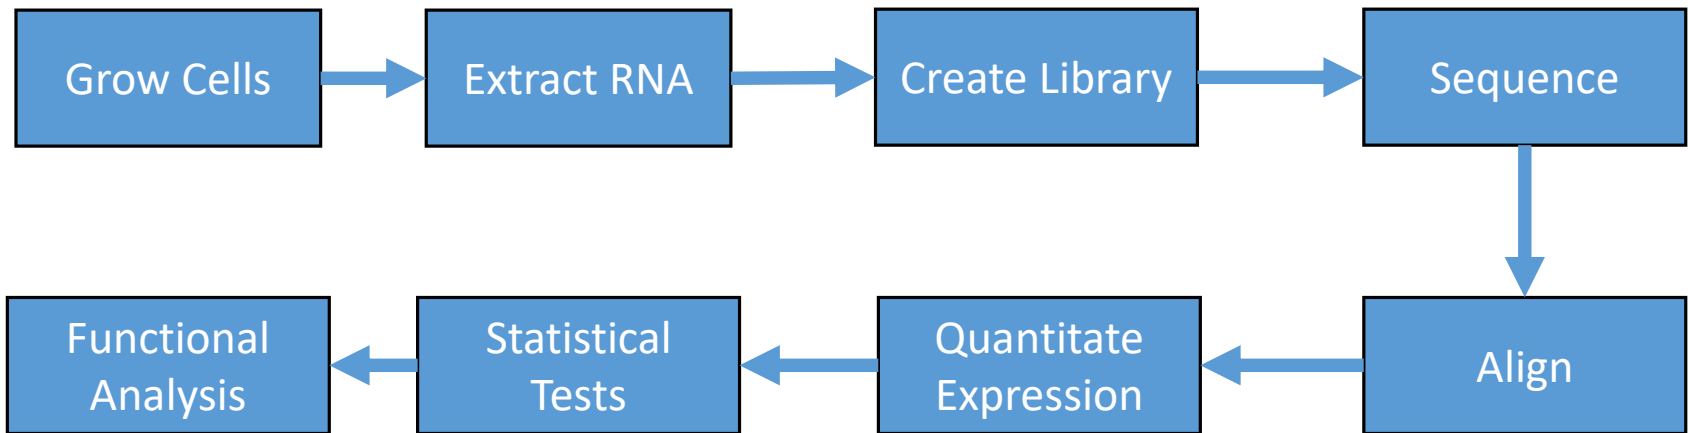 Grow Cells
Extract RNA
Create Library
Sequence
Functional
Analysis
Statistical
Tests
Quantitate
Expression
Align